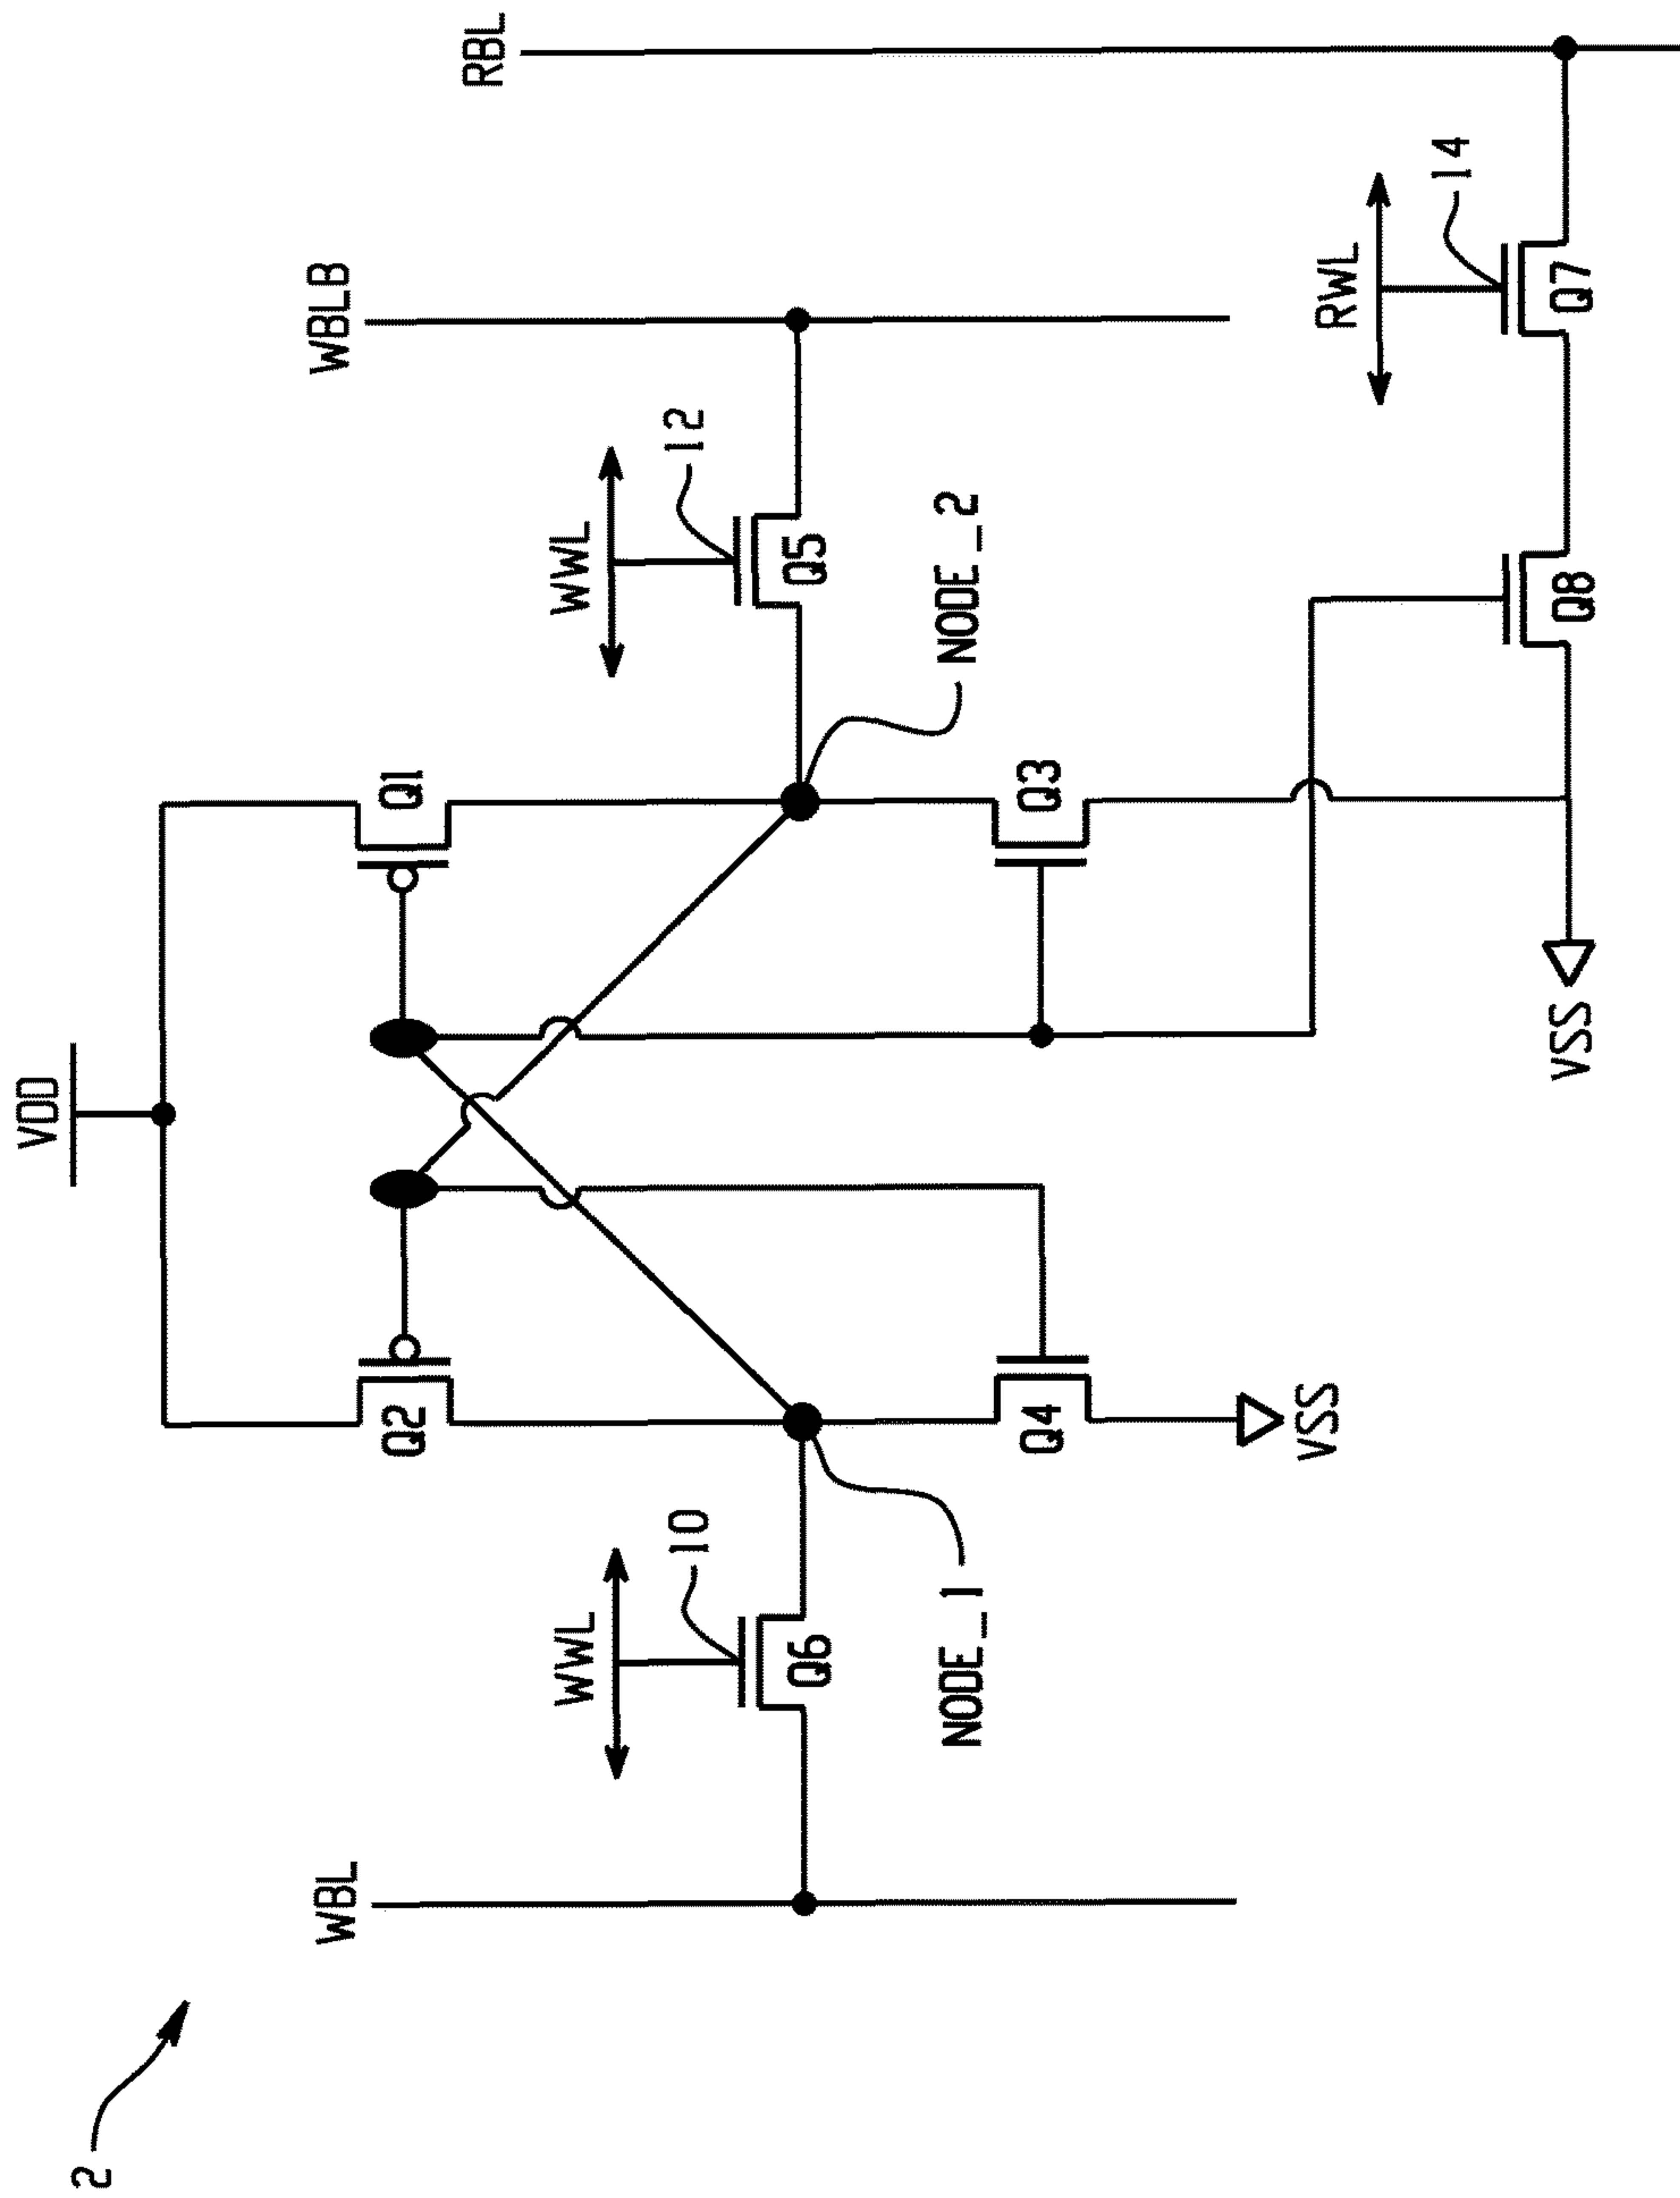 2
VDD
WBL
WBLB
RBL
Q2
Q1
WWL
WWL
10
12
Q6
Q5
NODE_1
NODE_2
Q4
Q3
VSS
RWL
14
VSS
Q8
Q7